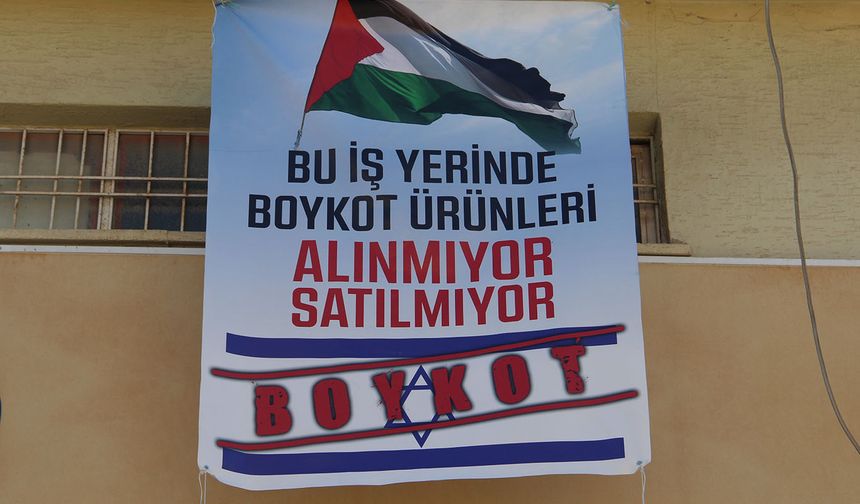 BU İŞ YERİNDE
BOYKOT ÜRÜNLERİ
ALINMIYOR
SATILMIYOR
BOYKOT